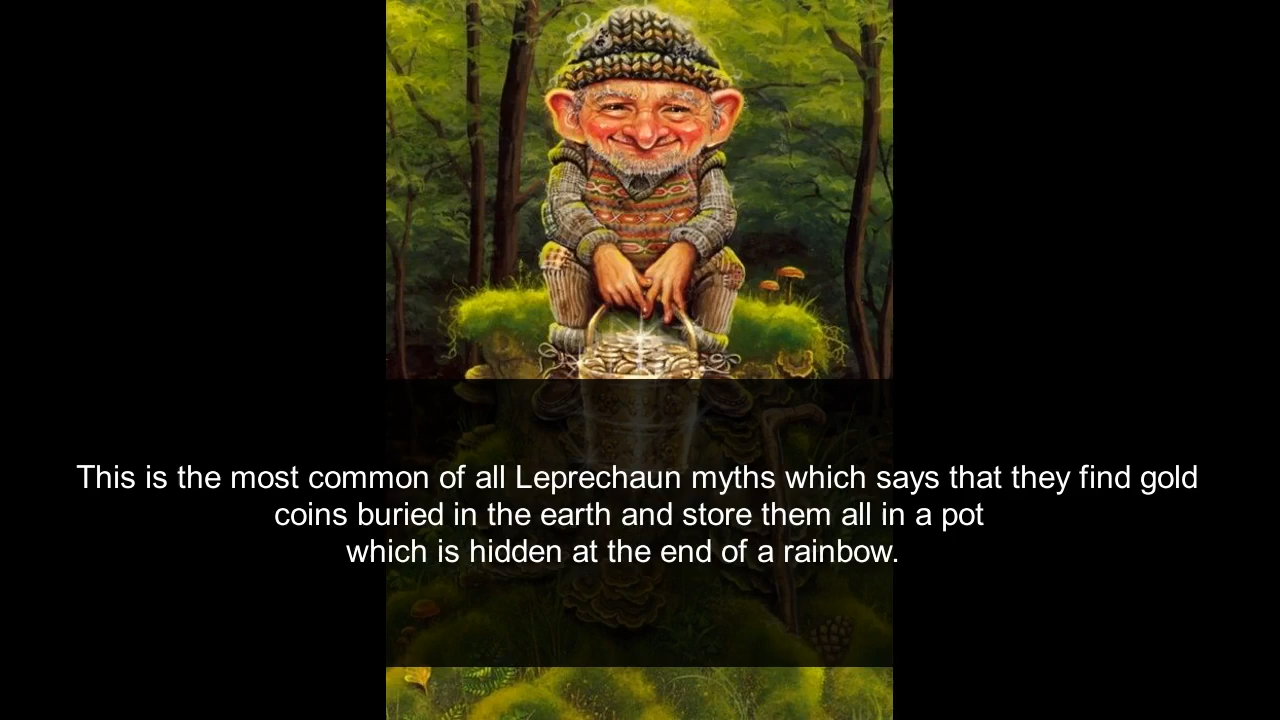 This is the most common of all Leprechaun myths which says that they find gold
coins buried in the earth and store them all in a pot
which is hidden at the end of a rainbow.